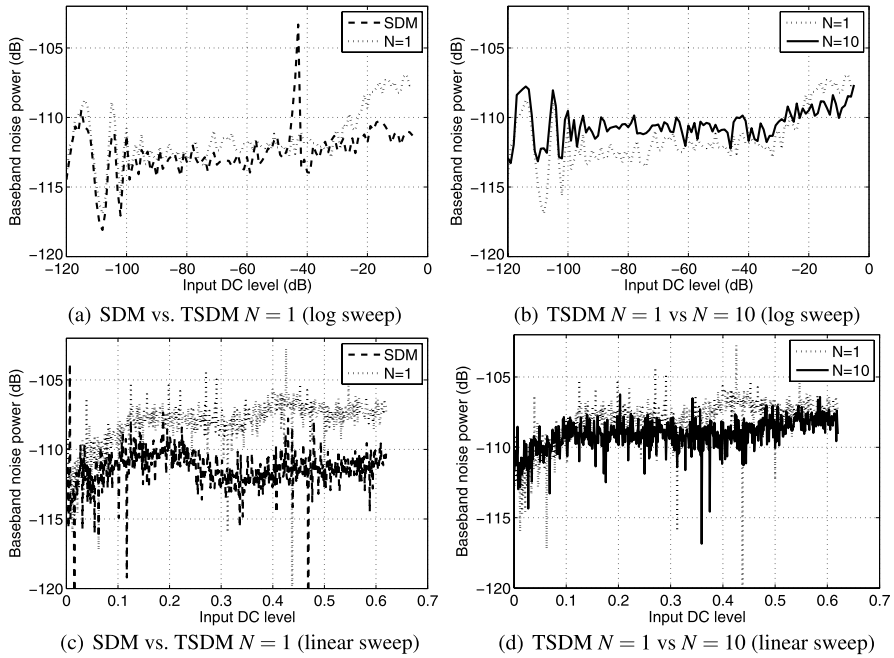 −105
−110
−115
−120
Baseband noise power (dB)
SDM
N=1
−120 −100 −80 −60 −40 −20 0
Input DC level (dB)
(a) SDM vs. TSDM N = 1 (log sweep)
−105
−110
−115
−120
Baseband noise power (dB)
N=1
N=10
−120 −100 −80 −60 −40 −20 0
Input DC level (dB)
(b) TSDM N = 1 vs N = 10 (log sweep)
−105
−110
−115
−120
Baseband noise power (dB)
SDM
N=1
0 0.1 0.2 0.3 0.4 0.5 0.6 0.7
Input DC level
(c) SDM vs. TSDM N = 1 (linear sweep)
−105
−110
−115
−120
Baseband noise power (dB)
N=1
N=10
0 0.1 0.2 0.3 0.4 0.5 0.6 0.7
Input DC level
(d) TSDM N = 1 vs N = 10 (linear sweep)